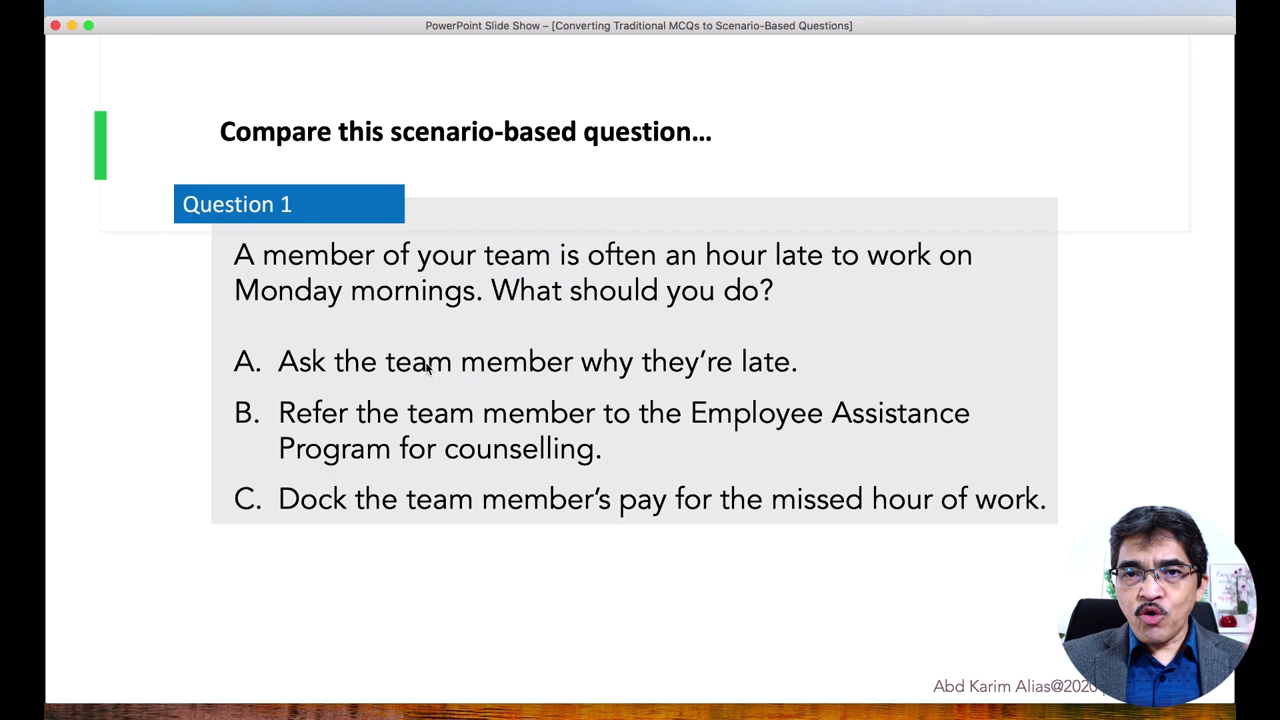 PowerPoint Slide Show – [Converting Traditional MCQs to Scenario-Based Questions]
Compare this scenario-based question...
Question 1
A member of your team is often an hour late to work on
Monday mornings. What should you do?
A. Ask the team member why they’re late.
B. Refer the team member to the Employee Assistance
Program for counselling.
C. Dock the team member’s pay for the missed hour of work.
Abd Karim Alias@2020